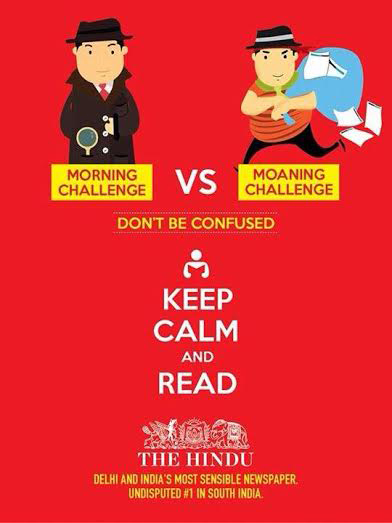 MORNING
CHALLENGE
VS
MOANING
CHALLENGE
DON'T BE CONFUSED
KEEP
CALM
AND
READ
THE HINDU
DELHI AND INDIA'S MOST SENSIBLE NEWSPAPER.
UNDISPUTED #1 IN SOUTH INDIA.